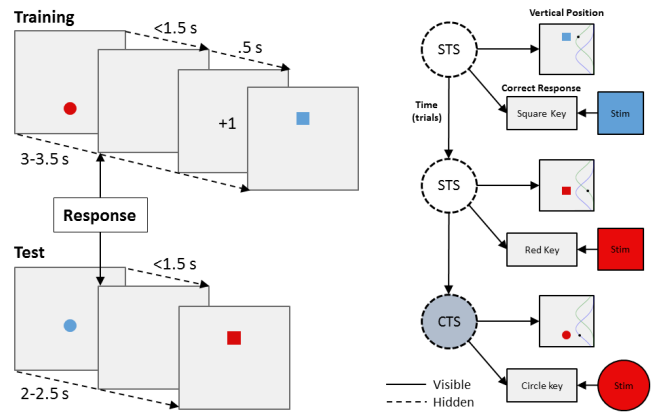 Training
<1.5 s
.5 s
+1
3-3.5 s
Response
Test
<1.5 s
2-2.5 s
Vertical Position
STS
Correct Response
Time
(trials)
Square Key
Stim
STS
Red Key
Stim
CTS
Circle key
Stim
Visible
Hidden